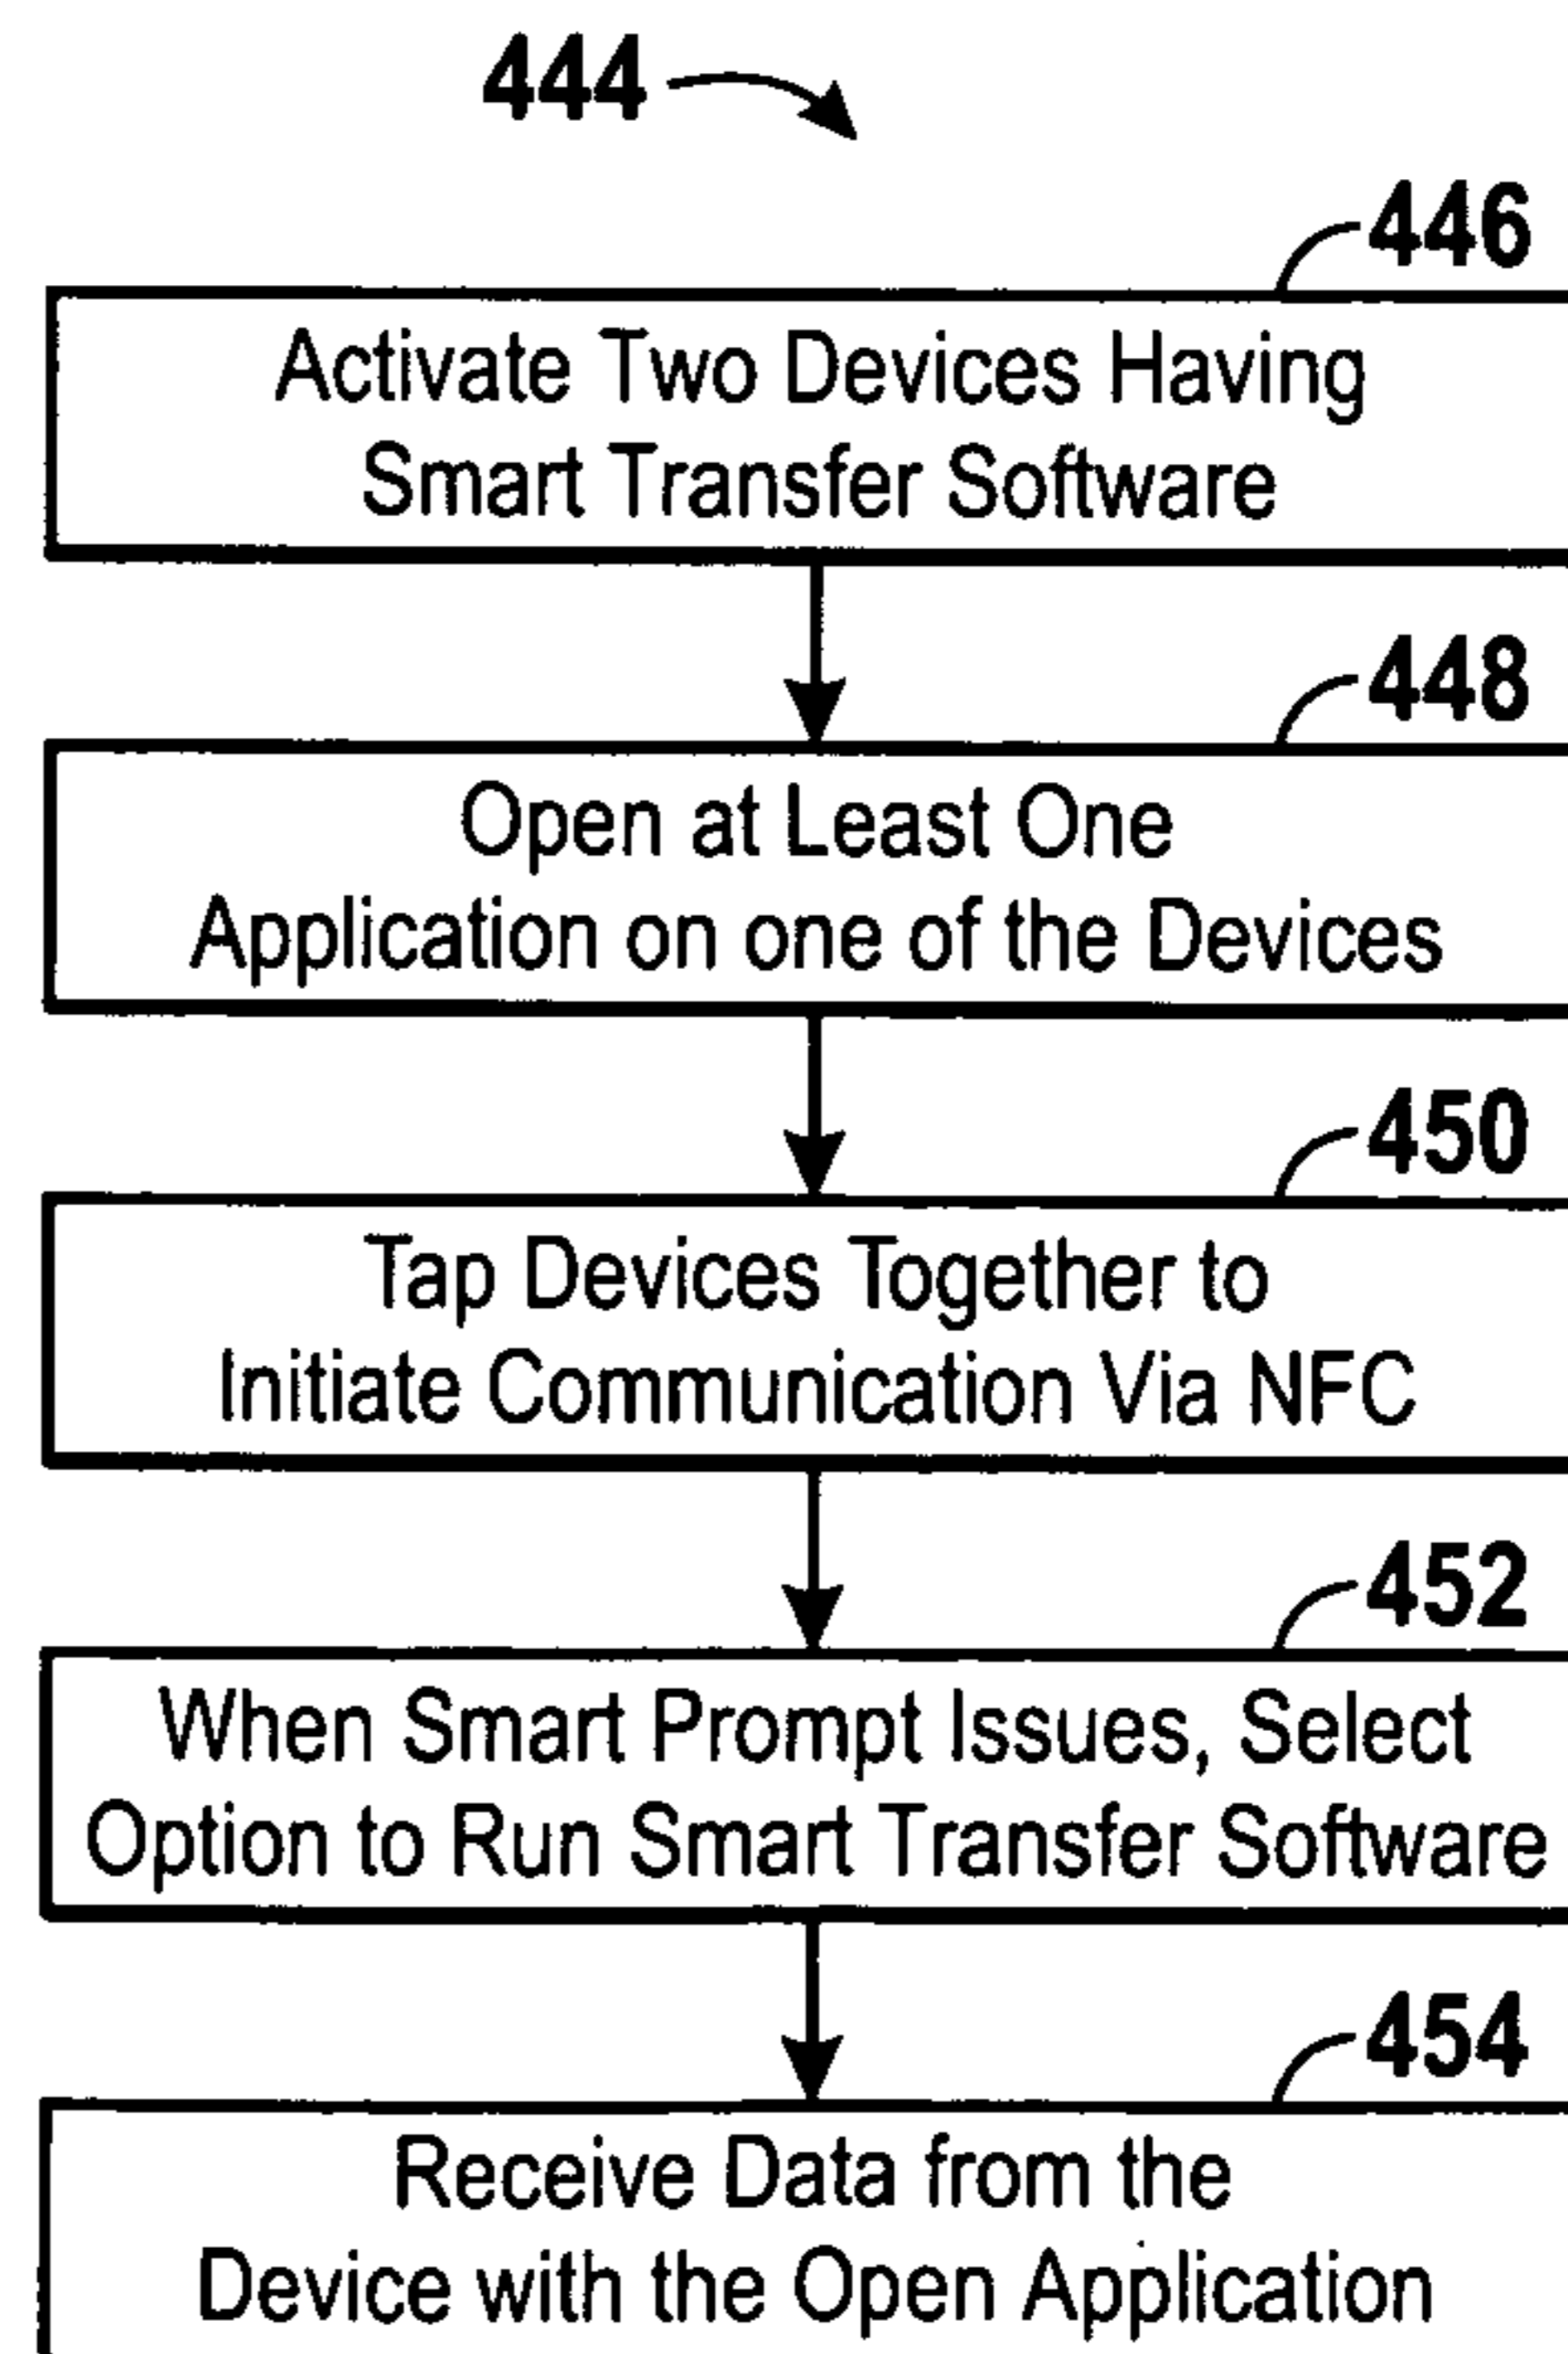 444
446
Activate Two Devices Having
Smart Transfer Software
448
Open at Least One
Application on one of the Devices
450
Tap Devices Together to
Initiate Communication Via NFC
452
When Smart Prompt Issues, Select
Option to Run Smart Transfer Software
454
Receive Data from the
Device with the Open Application